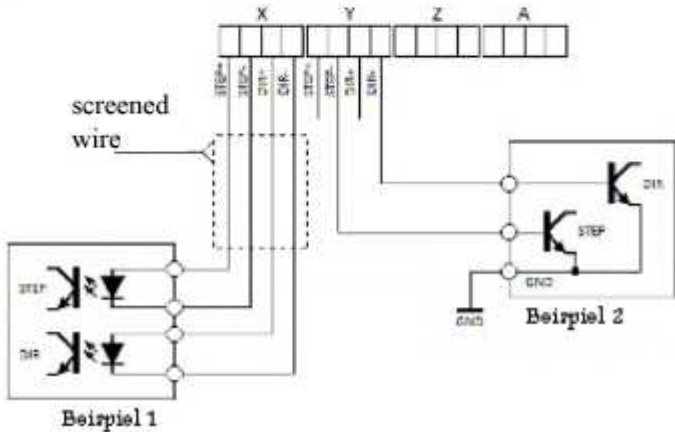 X Y Z A
STEP+ STEP- DIR+ DIR- STEP+ STEP- DIR+ DIR-
screened
wire
DIR
STEP
GND
GND
Beispiel 2
STEP
DIR
Beispiel 1